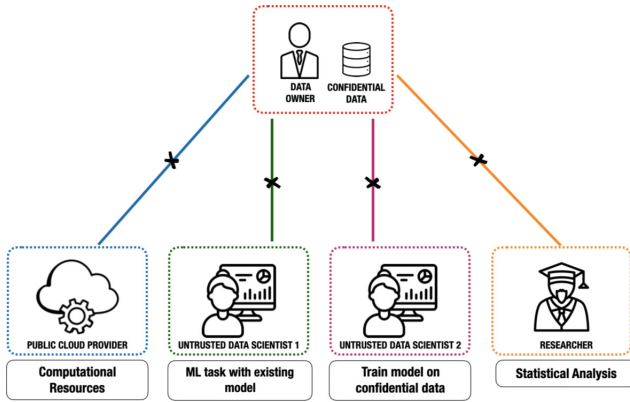 DATA
OWNER
CONFIDENTIAL
DATA
PUBLIC CLOUD PROVIDER
UNTRUSTED DATA SCIENTIST 1
UNTRUSTED DATA SCIENTIST 2
RESEARCHER
Computational
Resources
ML task with existing
model
Train model on
confidential data
Statistical Analysis